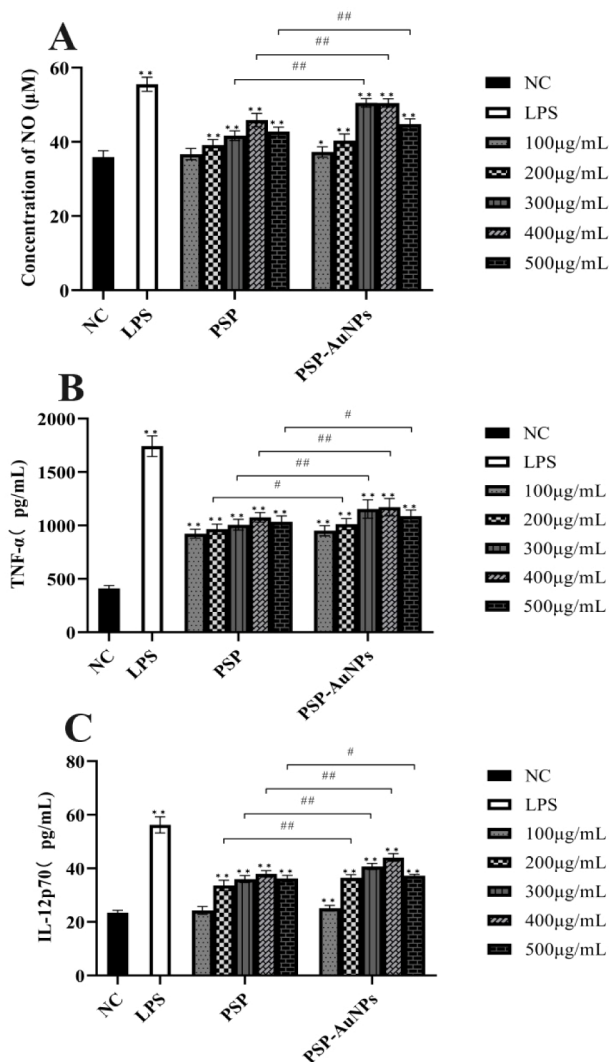 A
##
##
##
Concentration of NO (μM)
60
40
20
0
** ** ** ** ** * ** ** ** **
NC
LPS
PSP
PSP-AuNPs
NC
LPS
100μg/mL
200μg/mL
300μg/mL
400μg/mL
500μg/mL
B
#
##
##
#
TNF-α( pg/mL)
2000
1500
1000
500
0
** ** ** ** ** ** ** ** ** ** **
NC
LPS
PSP
PSP-AuNPs
NC
LPS
100μg/mL
200μg/mL
300μg/mL
400μg/mL
500μg/mL
C
#
##
##
##
IL-12p70( pg/mL)
80
60
40
20
0
** ** ** ** ** ** ** ** **
NC
LPS
PSP
PSP-AuNPs
NC
LPS
100μg/mL
200μg/mL
300μg/mL
400μg/mL
500μg/mL